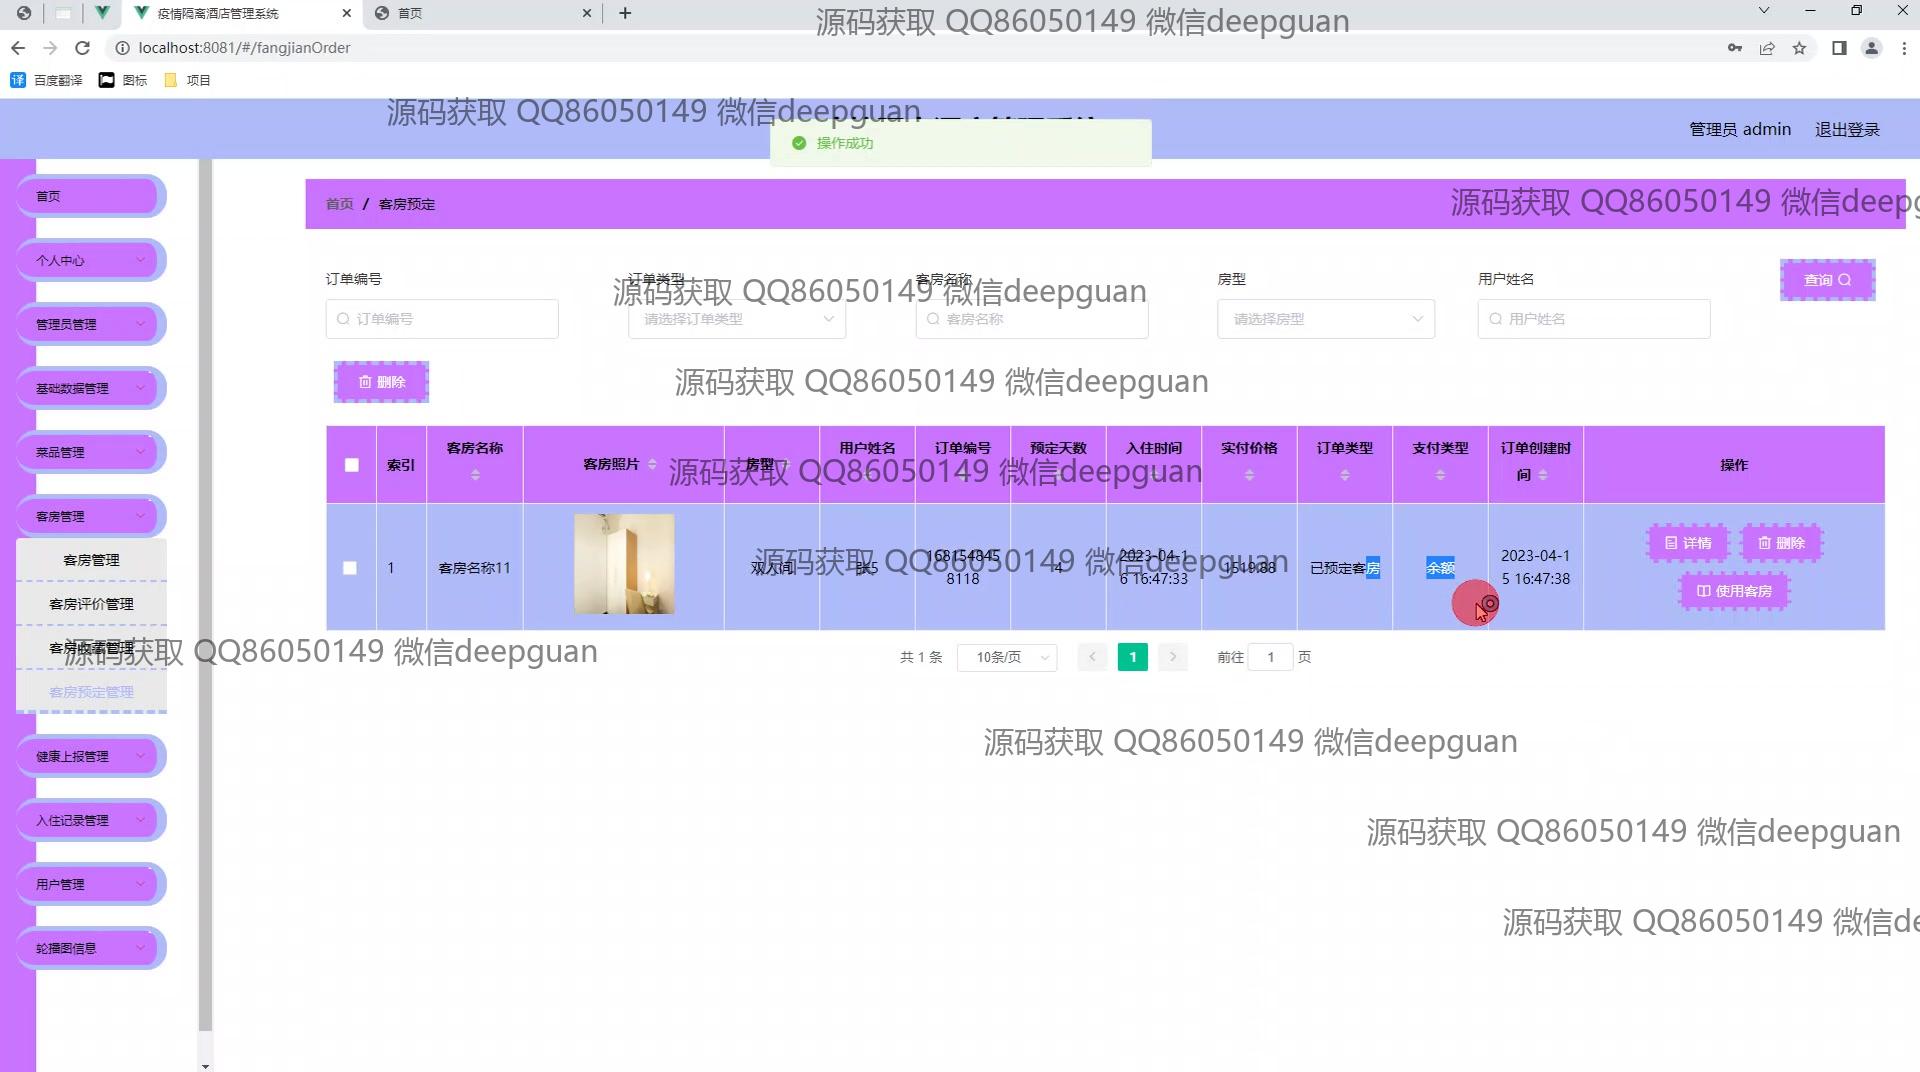 疫情隔离酒店管理系统
首页
localhost:8081/#/fangjianOrder
百度翻译
图标
项目
源码获取 QQ86050149 微信deepguan
源码获取 QQ86050149 微信deepguan
操作成功
管理员 admin
退出登录
首页 / 客房预定
源码获取 QQ86050149 微信deepg
订单编号
订单类型
客房名称
房型
用户姓名
查询
源码获取 QQ86050149 微信deepguan
订单编号
请选择订单类型
客房名称
请选择房型
用户姓名
删除
源码获取 QQ86050149 微信deepguan
索引
客房名称
客房照片
房型
用户姓名
订单编号
预定天数
入住时间
实付价格
订单类型
支付类型
订单创建时
间
操作
源码获取 QQ86050149 微信deepguan
1
客房名称11
双人间
张5
168154845
8118
4
2023-04-1
6 16:47:33
1519.88
已预定客房
余额
2023-04-1
5 16:47:38
详情
删除
使用客房
源码获取 QQ86050149 微信deepguan
共 1 条
10条/页
1
前往 1 页
首页
个人中心
管理员管理
基础数据管理
菜品管理
客房管理
客房管理
客房评价管理
客房收藏管理
源码获取 QQ86050149 微信deepguan
客房预定管理
健康上报管理
入住记录管理
用户管理
轮播图信息
源码获取 QQ86050149 微信deepguan
源码获取 QQ86050149 微信deepguan
源码获取 QQ86050149 微信de